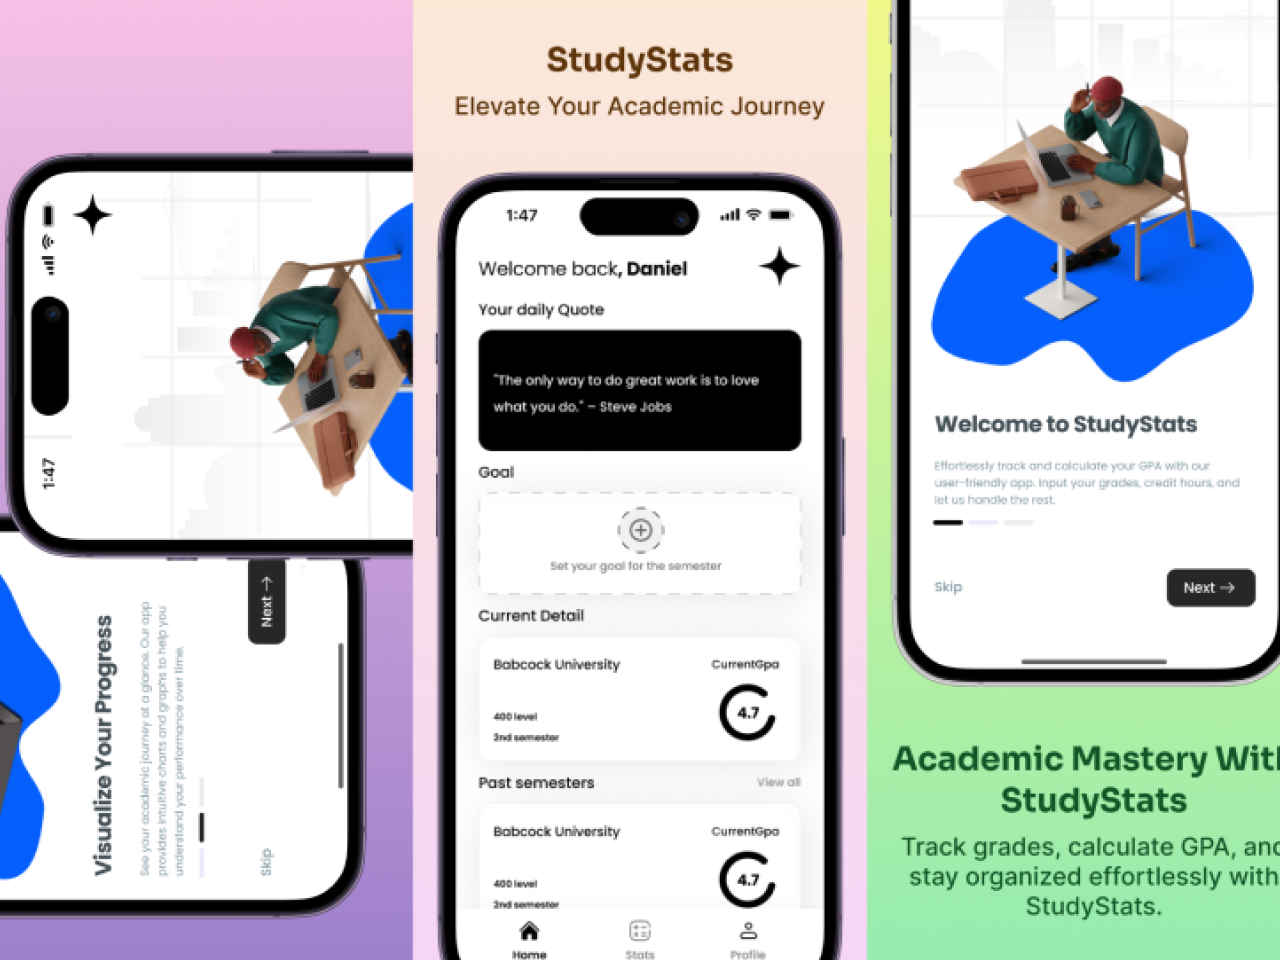 1:47
Visualize Your Progress
See your academic journey at a glance. Our app
provides intuitive charts and graphs to help you
understand your performance over time.
Skip
Next →
StudyStats
Elevate Your Academic Journey
1:47
Welcome back, Daniel
Your daily Quote
"The only way to do great work is to love
what you do." – Steve Jobs
Goal
Set your goal for the semester
Current Detail
Babcock University
CurrentGpa
4.7
400 level
2nd semester
Past semesters
View all
Babcock University
CurrentGpa
4.7
400 level
2nd semester
Home
Stats
Profile
Welcome to StudyStats
Effortlessly track and calculate your GPA with our
user-friendly app. Input your grades, credit hours, and
let us handle the rest.
Skip
Next →
Academic Mastery With
StudyStats
Track grades, calculate GPA, and
stay organized effortlessly with
StudyStats.